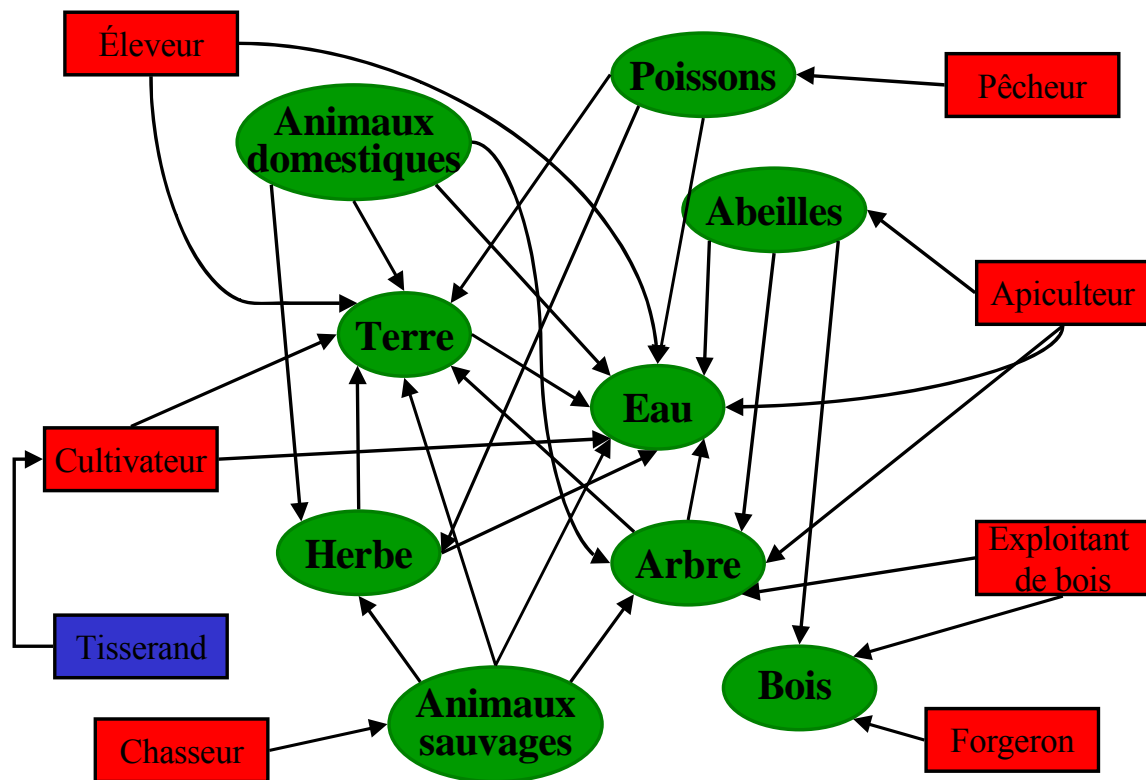 Éleveur
Poissons
Pêcheur
Animaux
domestiques
Abeilles
Apiculteur
Terre
Eau
Cultivateur
Herbe
Arbre
Exploitant
de bois
Tisserand
Bois
Animaux
sauvages
Chasseur
Forgeron